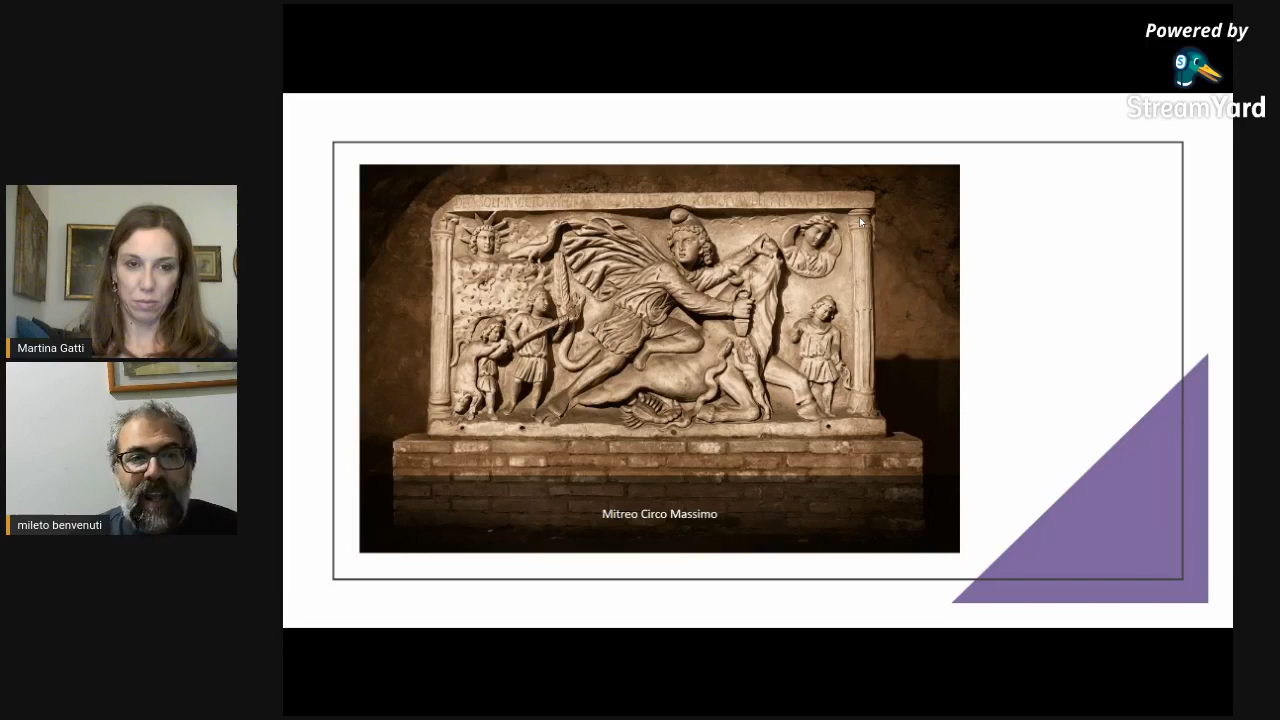 Powered by
StreamYard
Martina Gatti
mileto benvenuti
Mitreo Circo Massimo